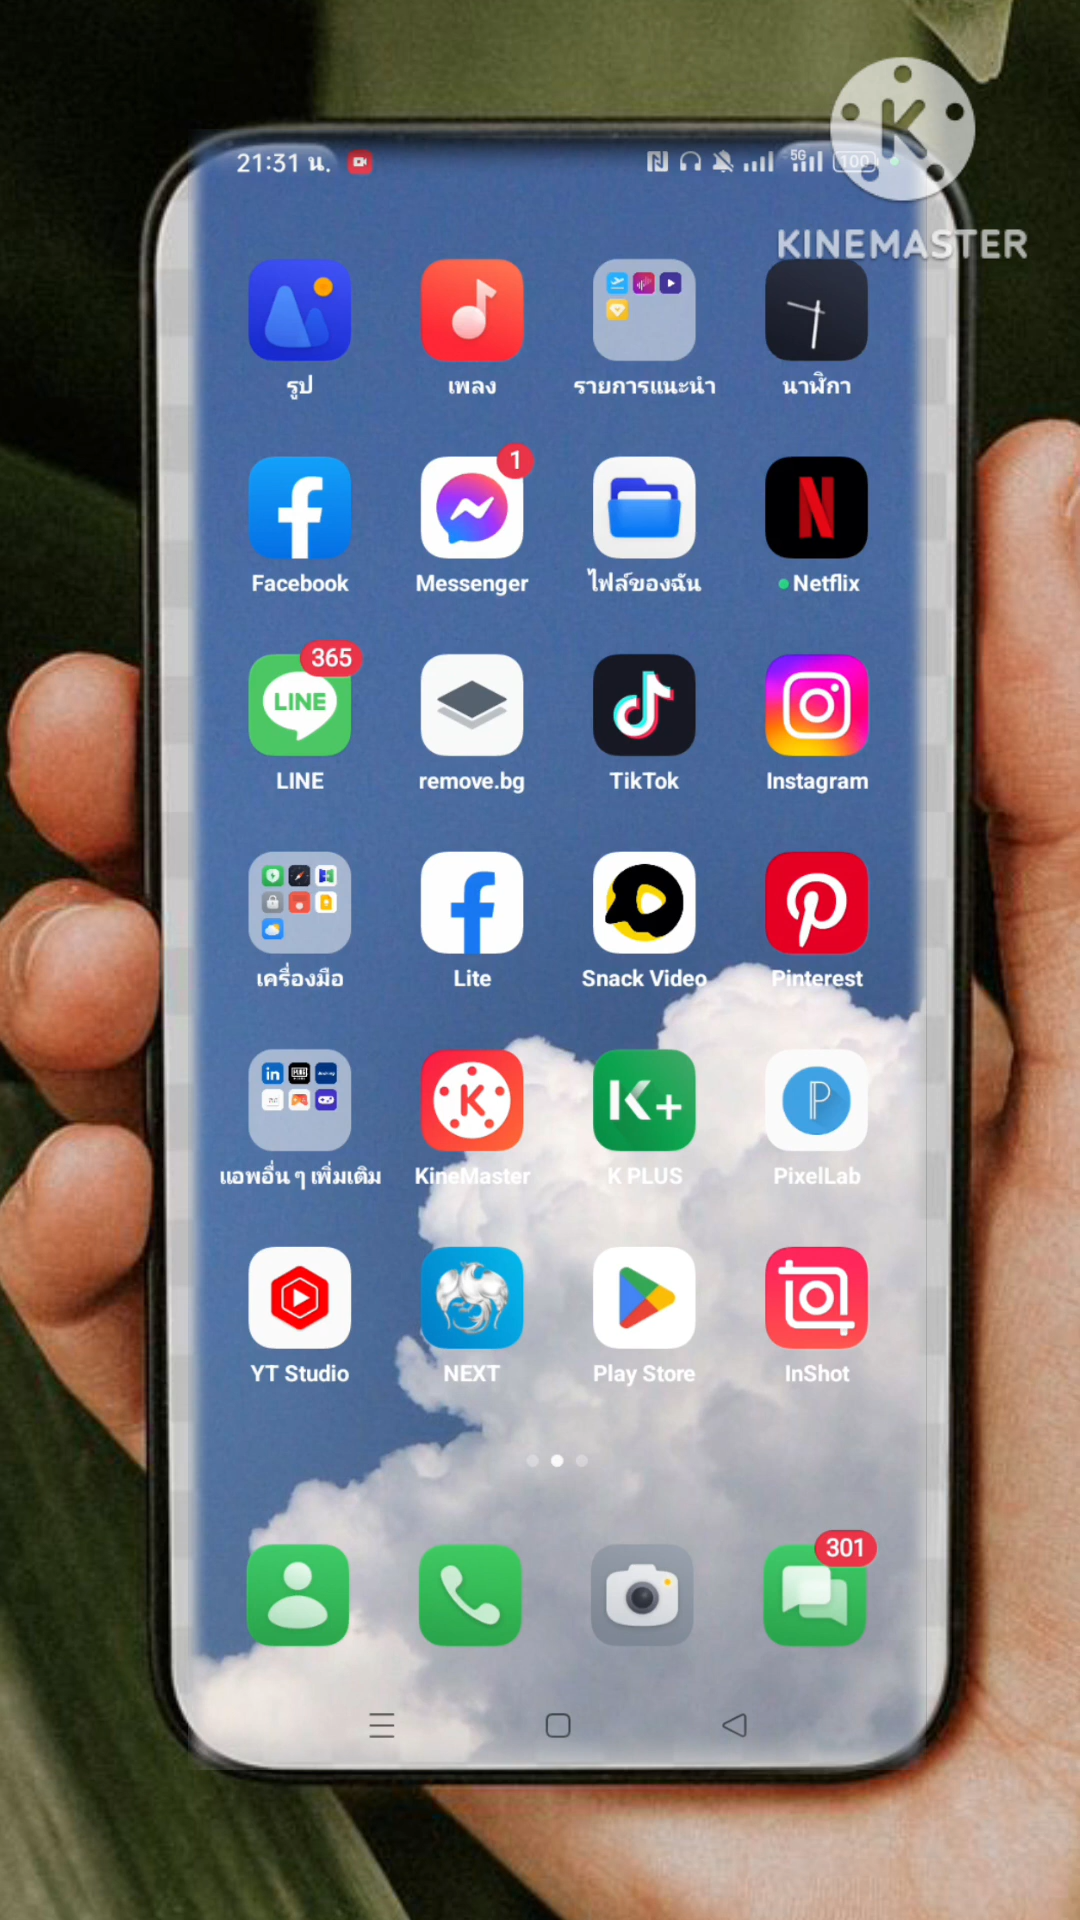 21:31 น.
5G
100
KINEMASTER
รูป
เพลง
รายการแนะนำ
นาฬิกา
1
Facebook
Messenger
ไฟล์ของฉัน
Netflix
365
LINE
LINE
remove.bg
TikTok
Instagram
เครื่องมือ
Lite
Snack Video
Pinterest
in
PUBG
K
K+
แอพอื่น ๆ เพิ่มเติม
KineMaster
K PLUS
PixelLab
YT Studio
NEXT
Play Store
InShot
301